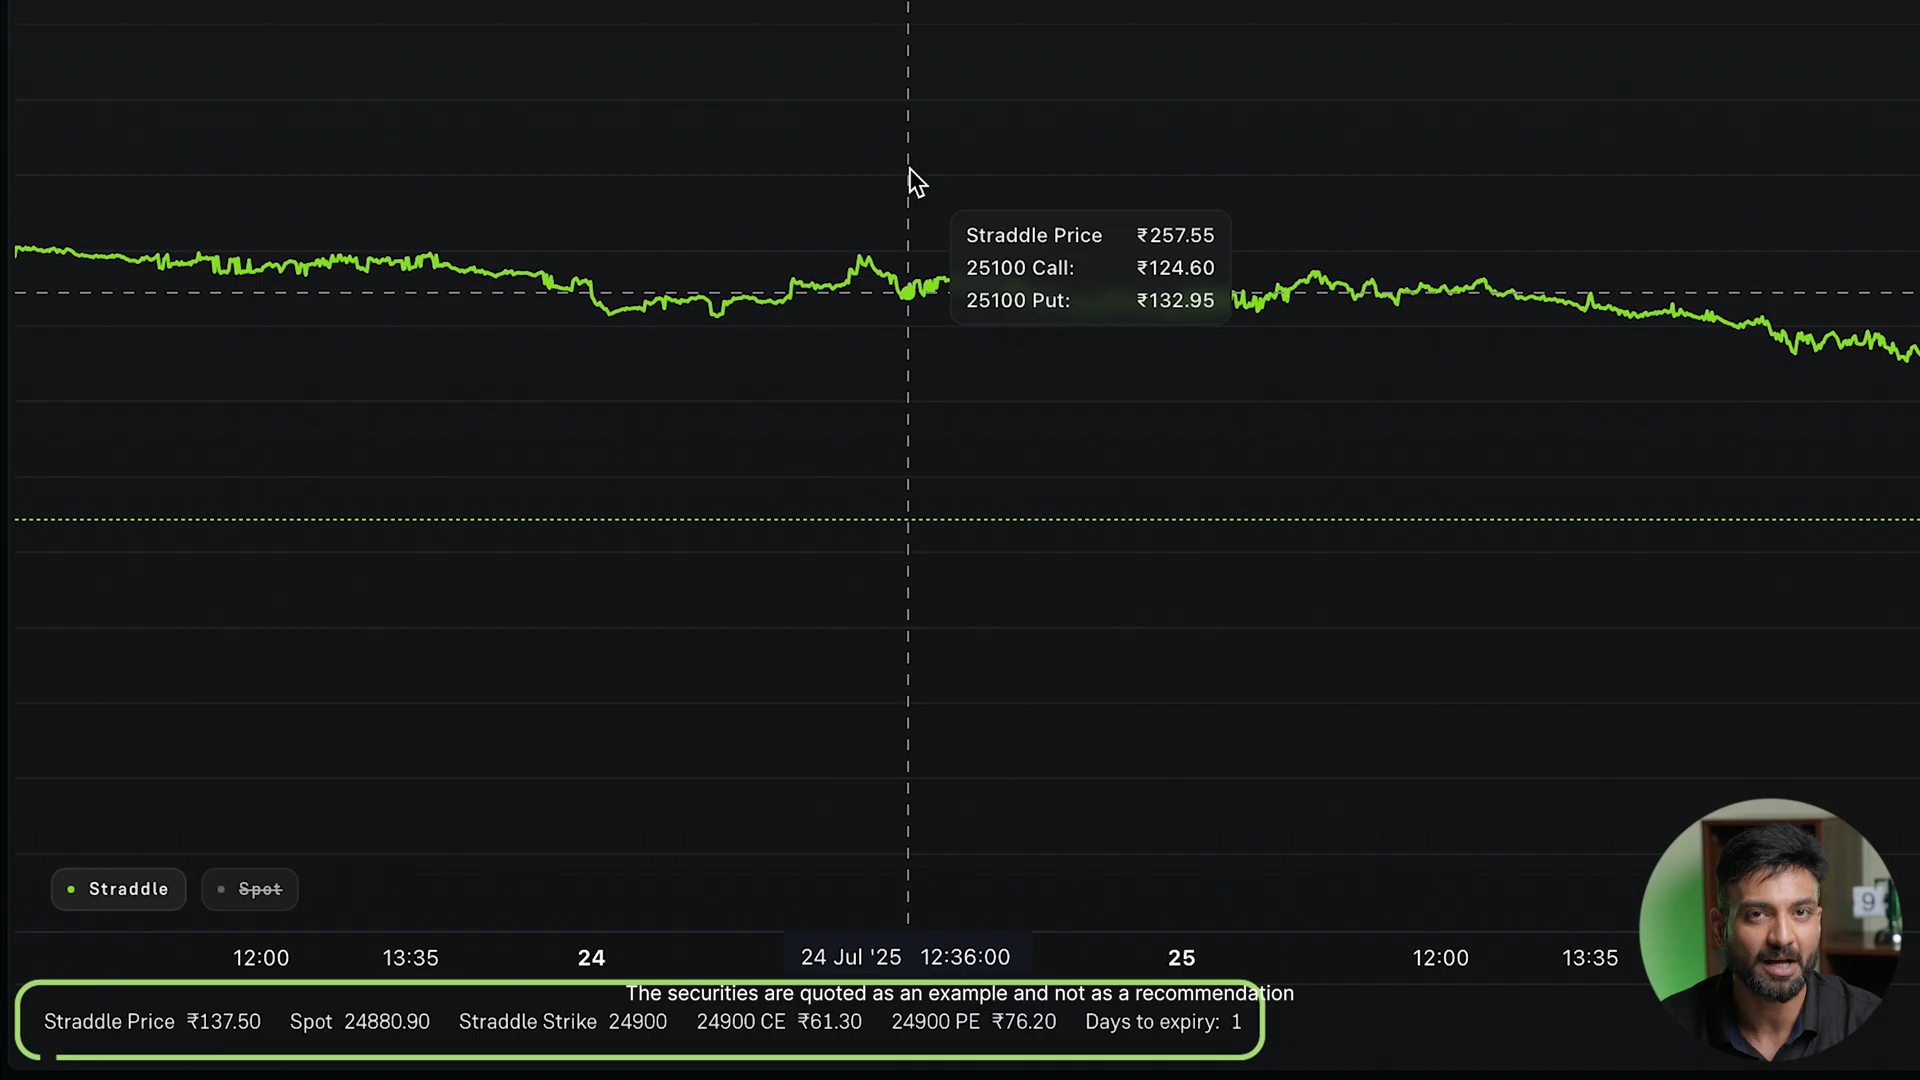 Straddle Price ₹257.55
25100 Call: ₹124.60
25100 Put: ₹132.95
Straddle Spot
12:00 13:35 24 24 Jul '25 12:36:00 25 12:00 13:35
The securities are quoted as an example and not as a recommendation
Straddle Price ₹137.50 Spot 24880.90 Straddle Strike 24900 24900 CE ₹61.30 24900 PE ₹76.20 Days to expiry: 1
9